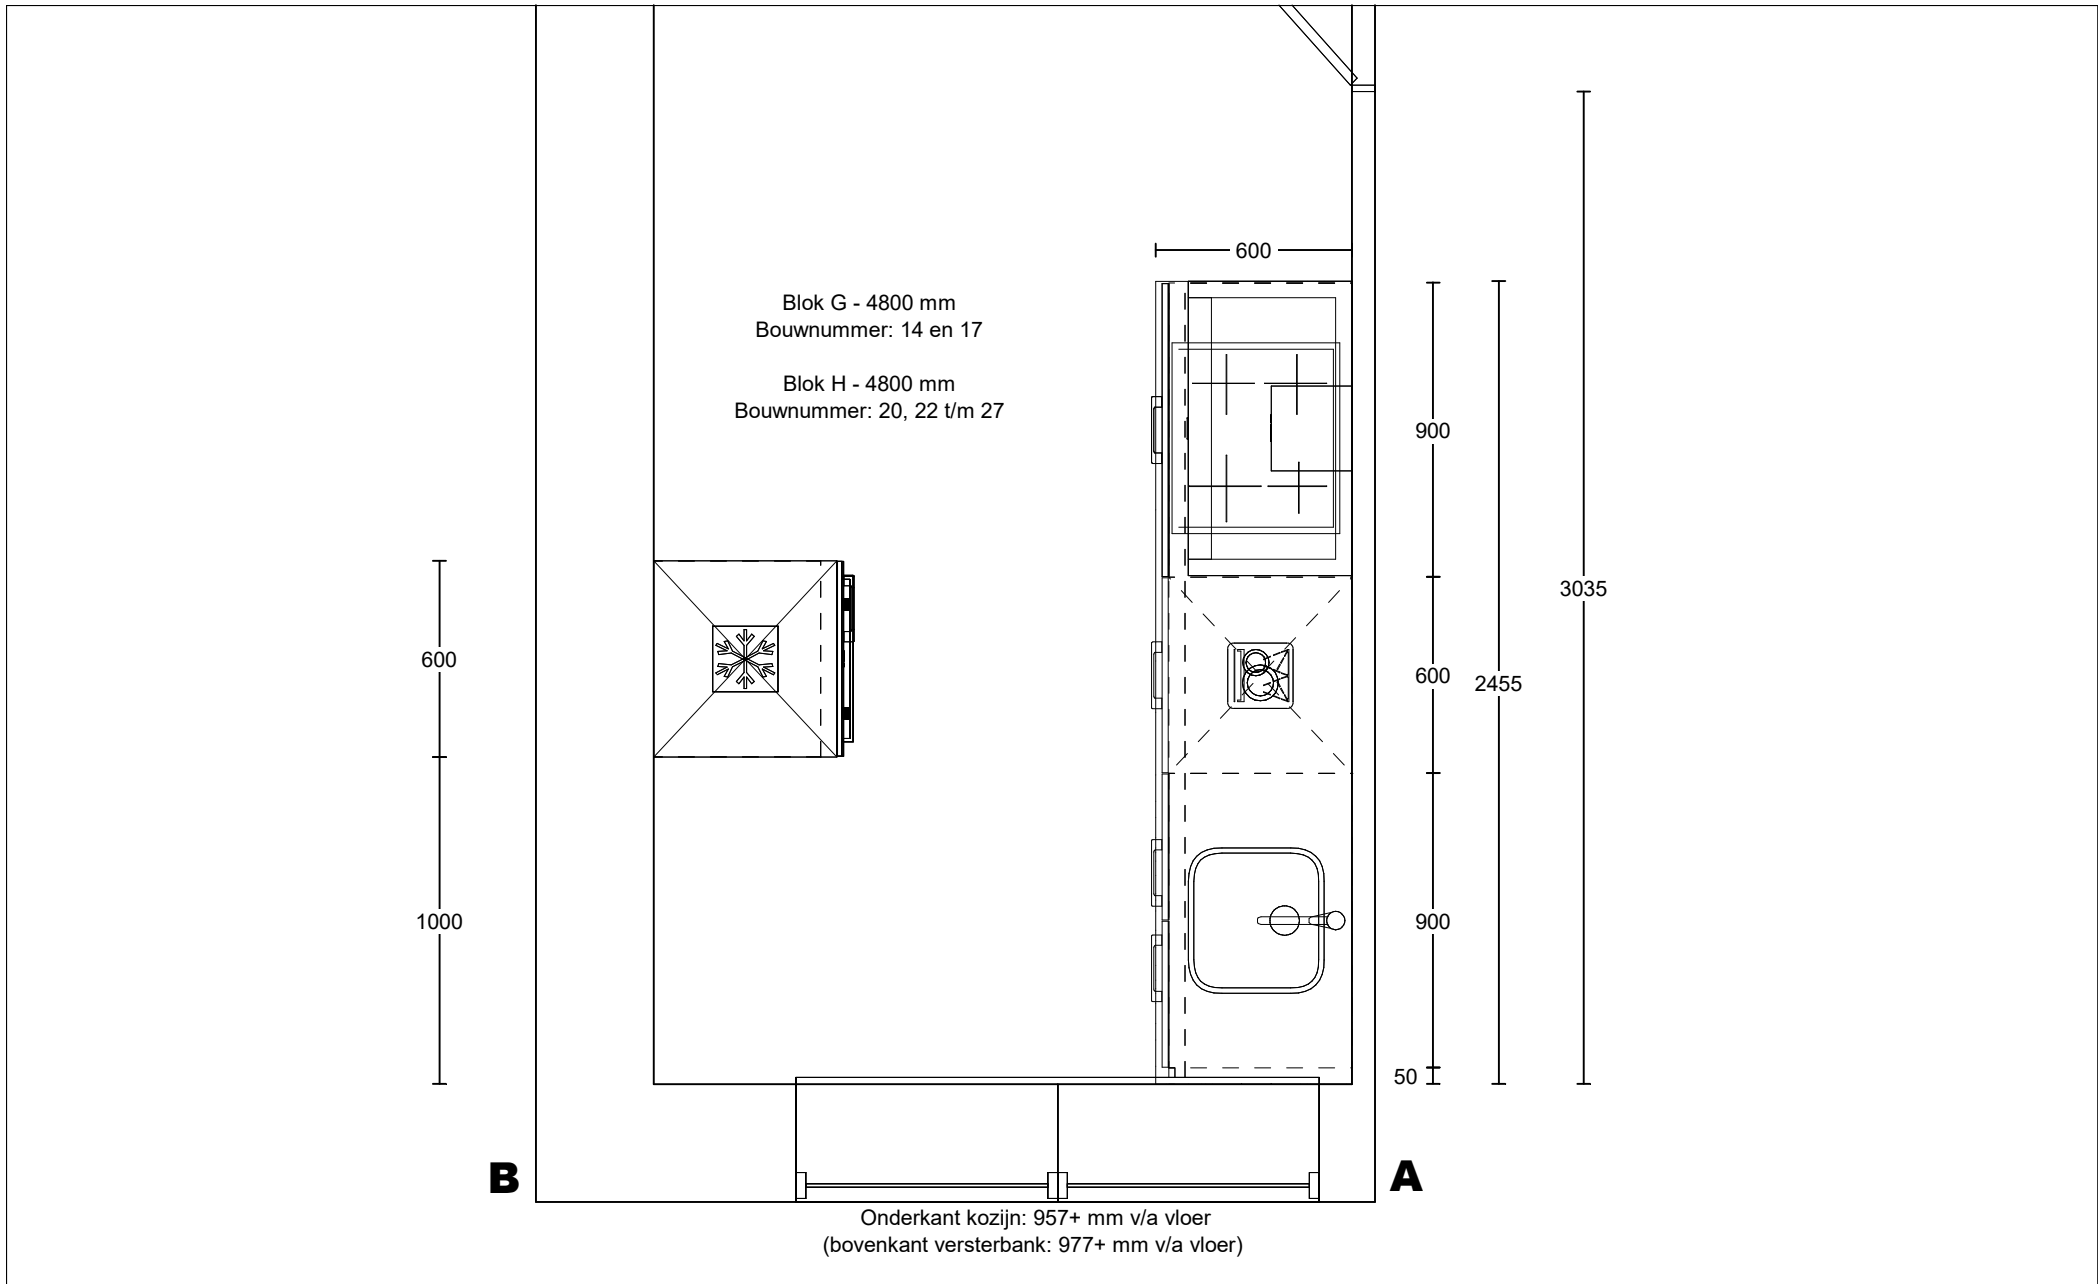 600
Blok G - 4800 mm
Bouwnummer: 14 en 17
Blok H - 4800 mm
Bouwnummer: 20, 22 t/m 27
900
3035
600
600
2455
1000
900
50
B
A
Onderkant kozijn: 957+ mm v/a vloer
(bovenkant versterbank: 977+ mm v/a vloer)